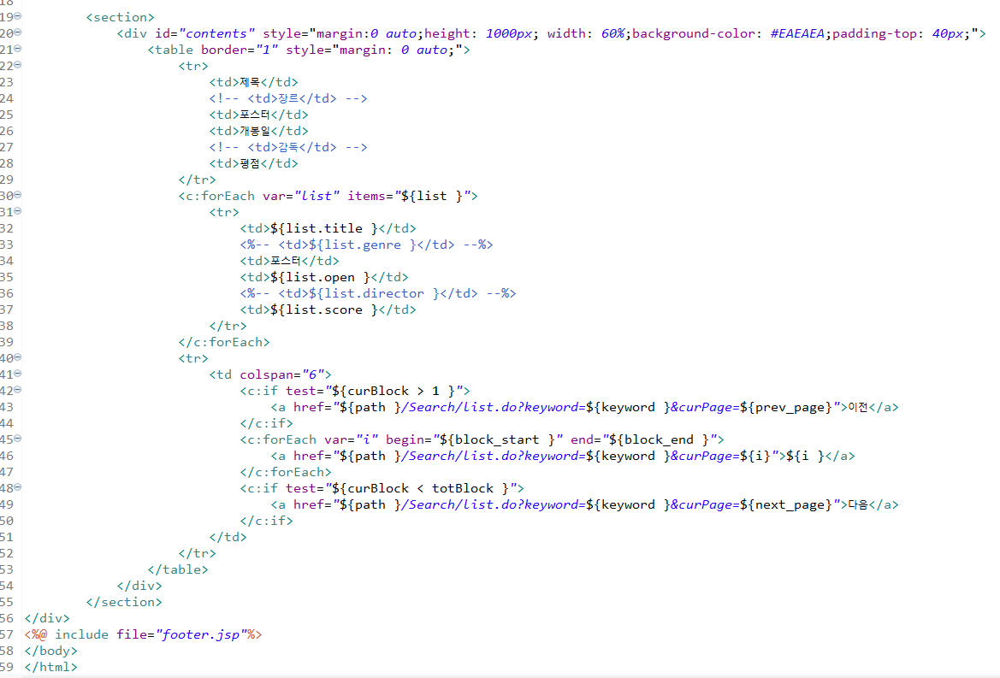 18
19 <section>
20 <div id="contents" style="margin:0 auto;height: 1000px; width: 60%;background-color: #EAEAEA;padding-top: 40px;">
21 <table border="1" style="margin: 0 auto;">
22 <tr>
23 <td>제목</td>
24 <!-- <td>장르</td> -->
25 <td>포스터</td>
26 <td>개봉일</td>
27 <!-- <td>감독</td> -->
28 <td>평점</td>
29 </tr>
30 <c:forEach var="list" items="${list }">
31 <tr>
32 <td>${list.title }</td>
33 <%-- <td>${list.genre }</td> --%>
34 <td>포스터</td>
35 <td>${list.open }</td>
36 <%-- <td>${list.director }</td> --%>
37 <td>${list.score }</td>
38 </tr>
39 </c:forEach>
40 <tr>
41 <td colspan="6">
42 <c:if test="${curBlock > 1 }">
43 <a href="${path }/Search/list.do?keyword=${keyword }&curPage=${prev_page}">이전</a>
44 </c:if>
45 <c:forEach var="i" begin="${block_start }" end="${block_end }">
46 <a href="${path }/Search/list.do?keyword=${keyword }&curPage=${i}">${i }</a>
47 </c:forEach>
48 <c:if test="${curBlock < totBlock }">
49 <a href="${path }/Search/list.do?keyword=${keyword }&curPage=${next_page}">다음</a>
50 </c:if>
51 </td>
52 </tr>
53 </table>
54 </div>
55 </section>
56 </div>
57 <%@ include file="footer.jsp"%>
58 </body>
59 </html>